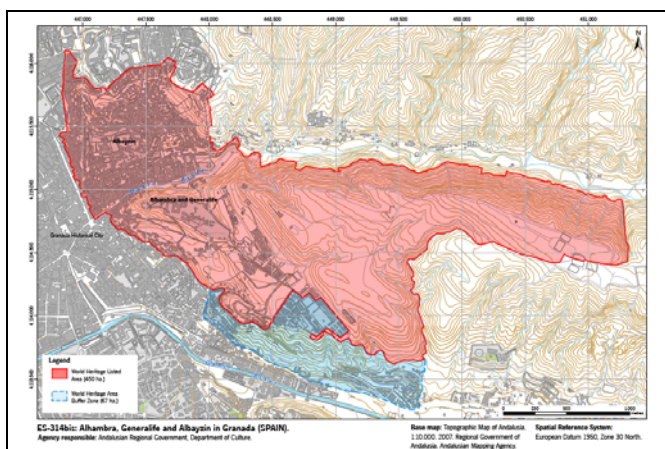 447,000 447,500 448,000 448,500 449,000 449,500 450,000 450,500 451,000
N
Albayzin
Alhambra and Generalife
Granada Historical City
Legend
World Heritage Listed
Area (450 ha.)
World Heritage Area
Buffer Zone (67 ha.)
ES-314bis: Alhambra, Generalife and Albayzin in Granada (SPAIN).
Agency responsible: Andalusian Regional Government, Department of Culture.
Base map: Topographic Map of Andalusia.
1:10.000. 2007. Regional Government of
Andalusia. Andalusian Mapping Agency
Spatial Reference System:
European Datum 1950, Zone 30 North.